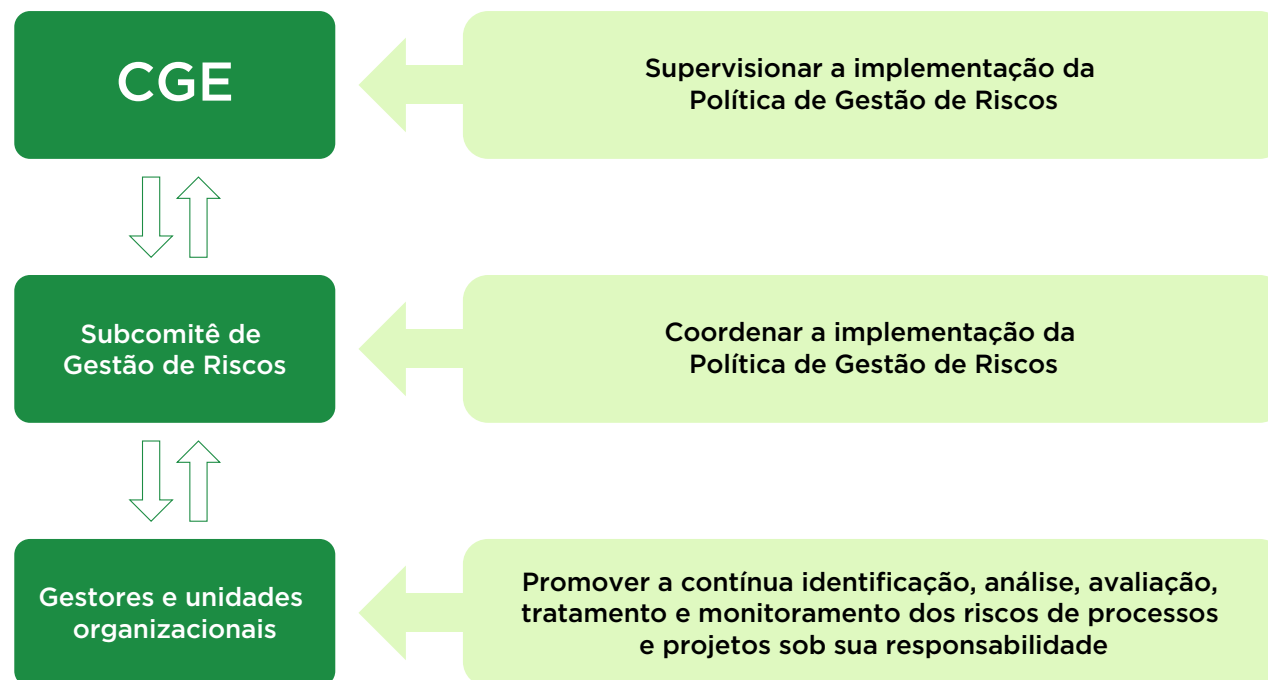 CGE
Supervisionar a implementação da
Política de Gestão de Riscos
Subcomitê de
Gestão de Riscos
Coordenar a implementação da
Política de Gestão de Riscos
Gestores e unidades
organizacionais
Promover a contínua identificação, análise, avaliação,
tratamento e monitoramento dos riscos de processos
e projetos sob sua responsabilidade